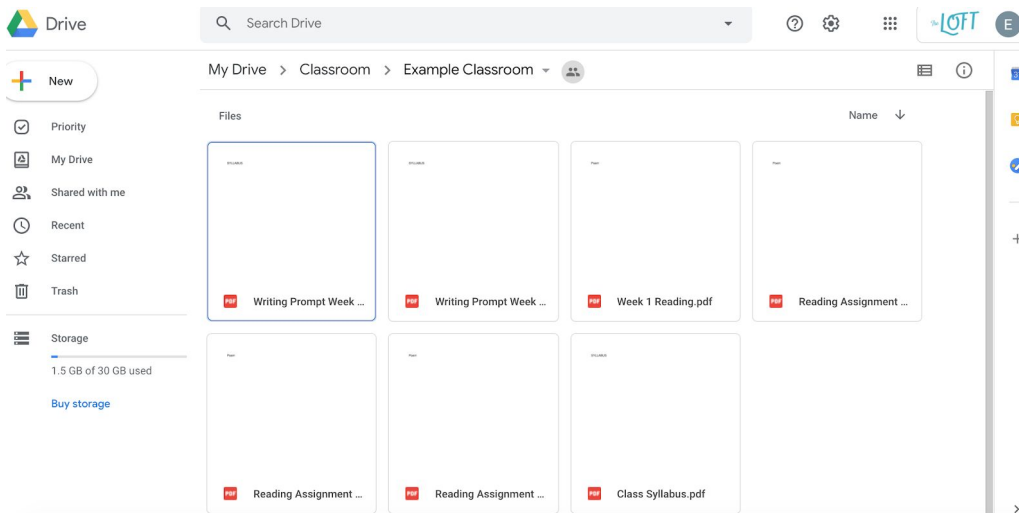 Drive
Search Drive
the LOFT
E
New
My Drive > Classroom > Example Classroom
Priority
My Drive
Shared with me
Recent
Starred
Trash
Storage
1.5 GB of 30 GB used
Buy storage
Files
Name
SYLLABUS
SYLLABUS
PDF Writing Prompt Week ...
PDF Writing Prompt Week ...
PDF Week 1 Reading.pdf
PDF Reading Assignment ...
SYLLABUS
PDF Reading Assignment ...
PDF Reading Assignment ...
PDF Class Syllabus.pdf